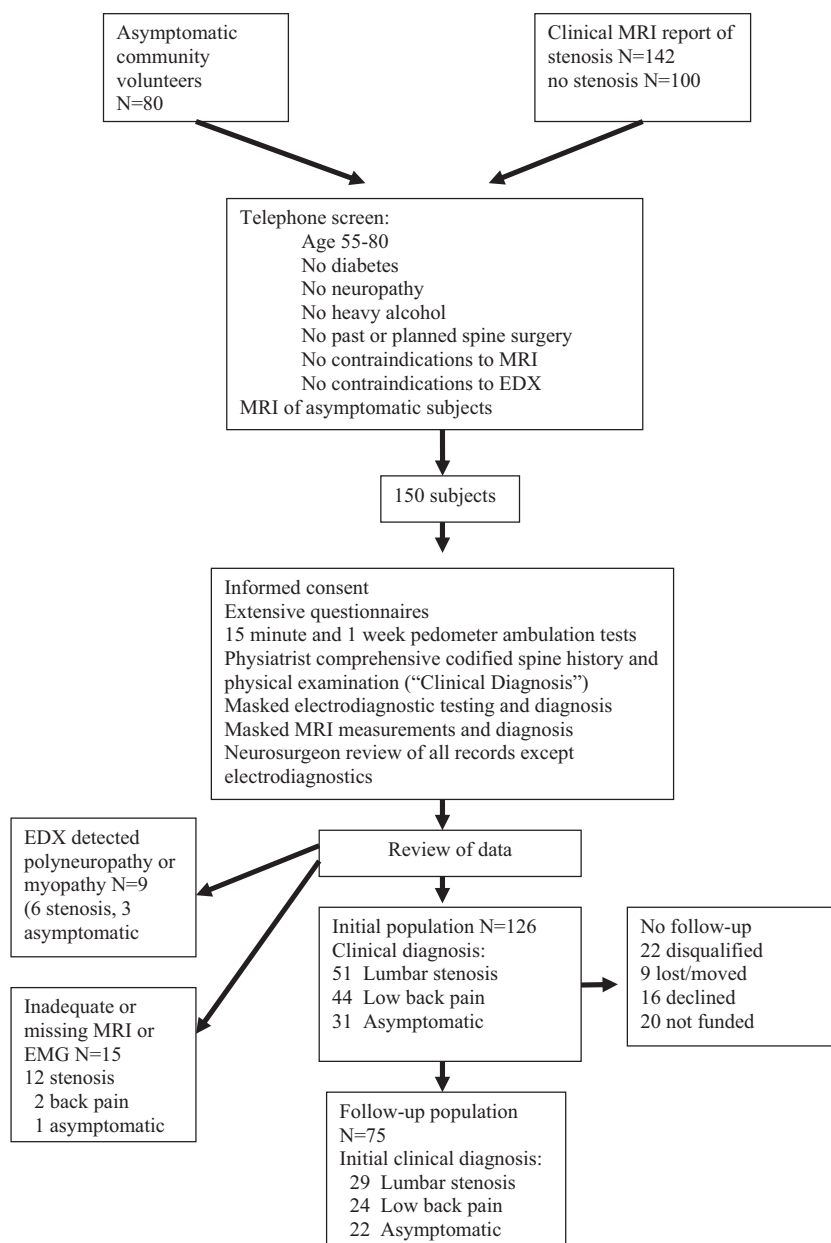 Asymptomatic
community
volunteers
N=80
Clinical MRI report of
stenosis N=142
no stenosis N=100
Telephone screen:
Age 55-80
No diabetes
No neuropathy
No heavy alcohol
No past or planned spine surgery
No contraindications to MRI
No contraindications to EDX
MRI of asymptomatic subjects
150 subjects
Informed consent
Extensive questionnaires
15 minute and 1 week pedometer ambulation tests
Physiatrist comprehensive codified spine history and
physical examination (“Clinical Diagnosis”)
Masked electrodiagnostic testing and diagnosis
Masked MRI measurements and diagnosis
Neurosurgeon review of all records except
electrodiagnostics
Review of data
EDX detected
polyneuropathy or
myopathy N=9
(6 stenosis, 3
asymptomatic
Inadequate or
missing MRI or
EMG N=15
12 stenosis
2 back pain
1 asymptomatic
Initial population N=126
Clinical diagnosis:
51 Lumbar stenosis
44 Low back pain
31 Asymptomatic
No follow-up
22 disqualified
9 lost/moved
16 declined
20 not funded
Follow-up population
N=75
Initial clinical diagnosis:
29 Lumbar stenosis
24 Low back pain
22 Asymptomatic